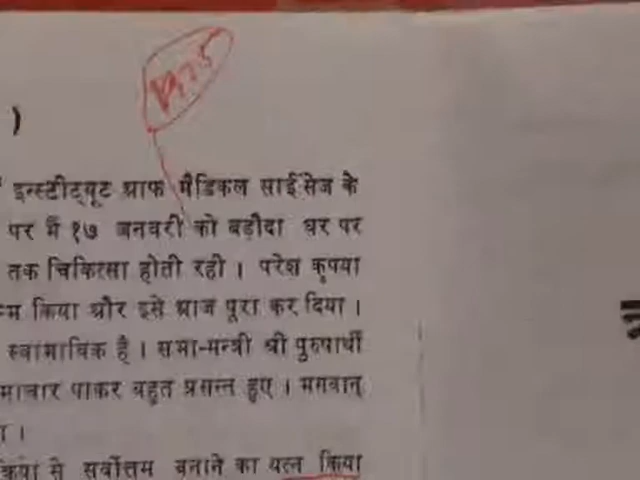 1975
)
इन्स्टीट्यूट आफ मैडिकल साईंसेज के
पर मैं १७ जनवरी को बड़ौदा घर पर
तक चिकित्सा होती रही । परेश कृपया
किया और इसे आज पूरा कर दिया ।
स्वाभाविक है । सभा-मन्त्री श्री पुरुषार्थी
पाकर बहुत प्रसन्न हुए । भगवान्
।
से सर्वोत्तम बनाने का यत्न किया